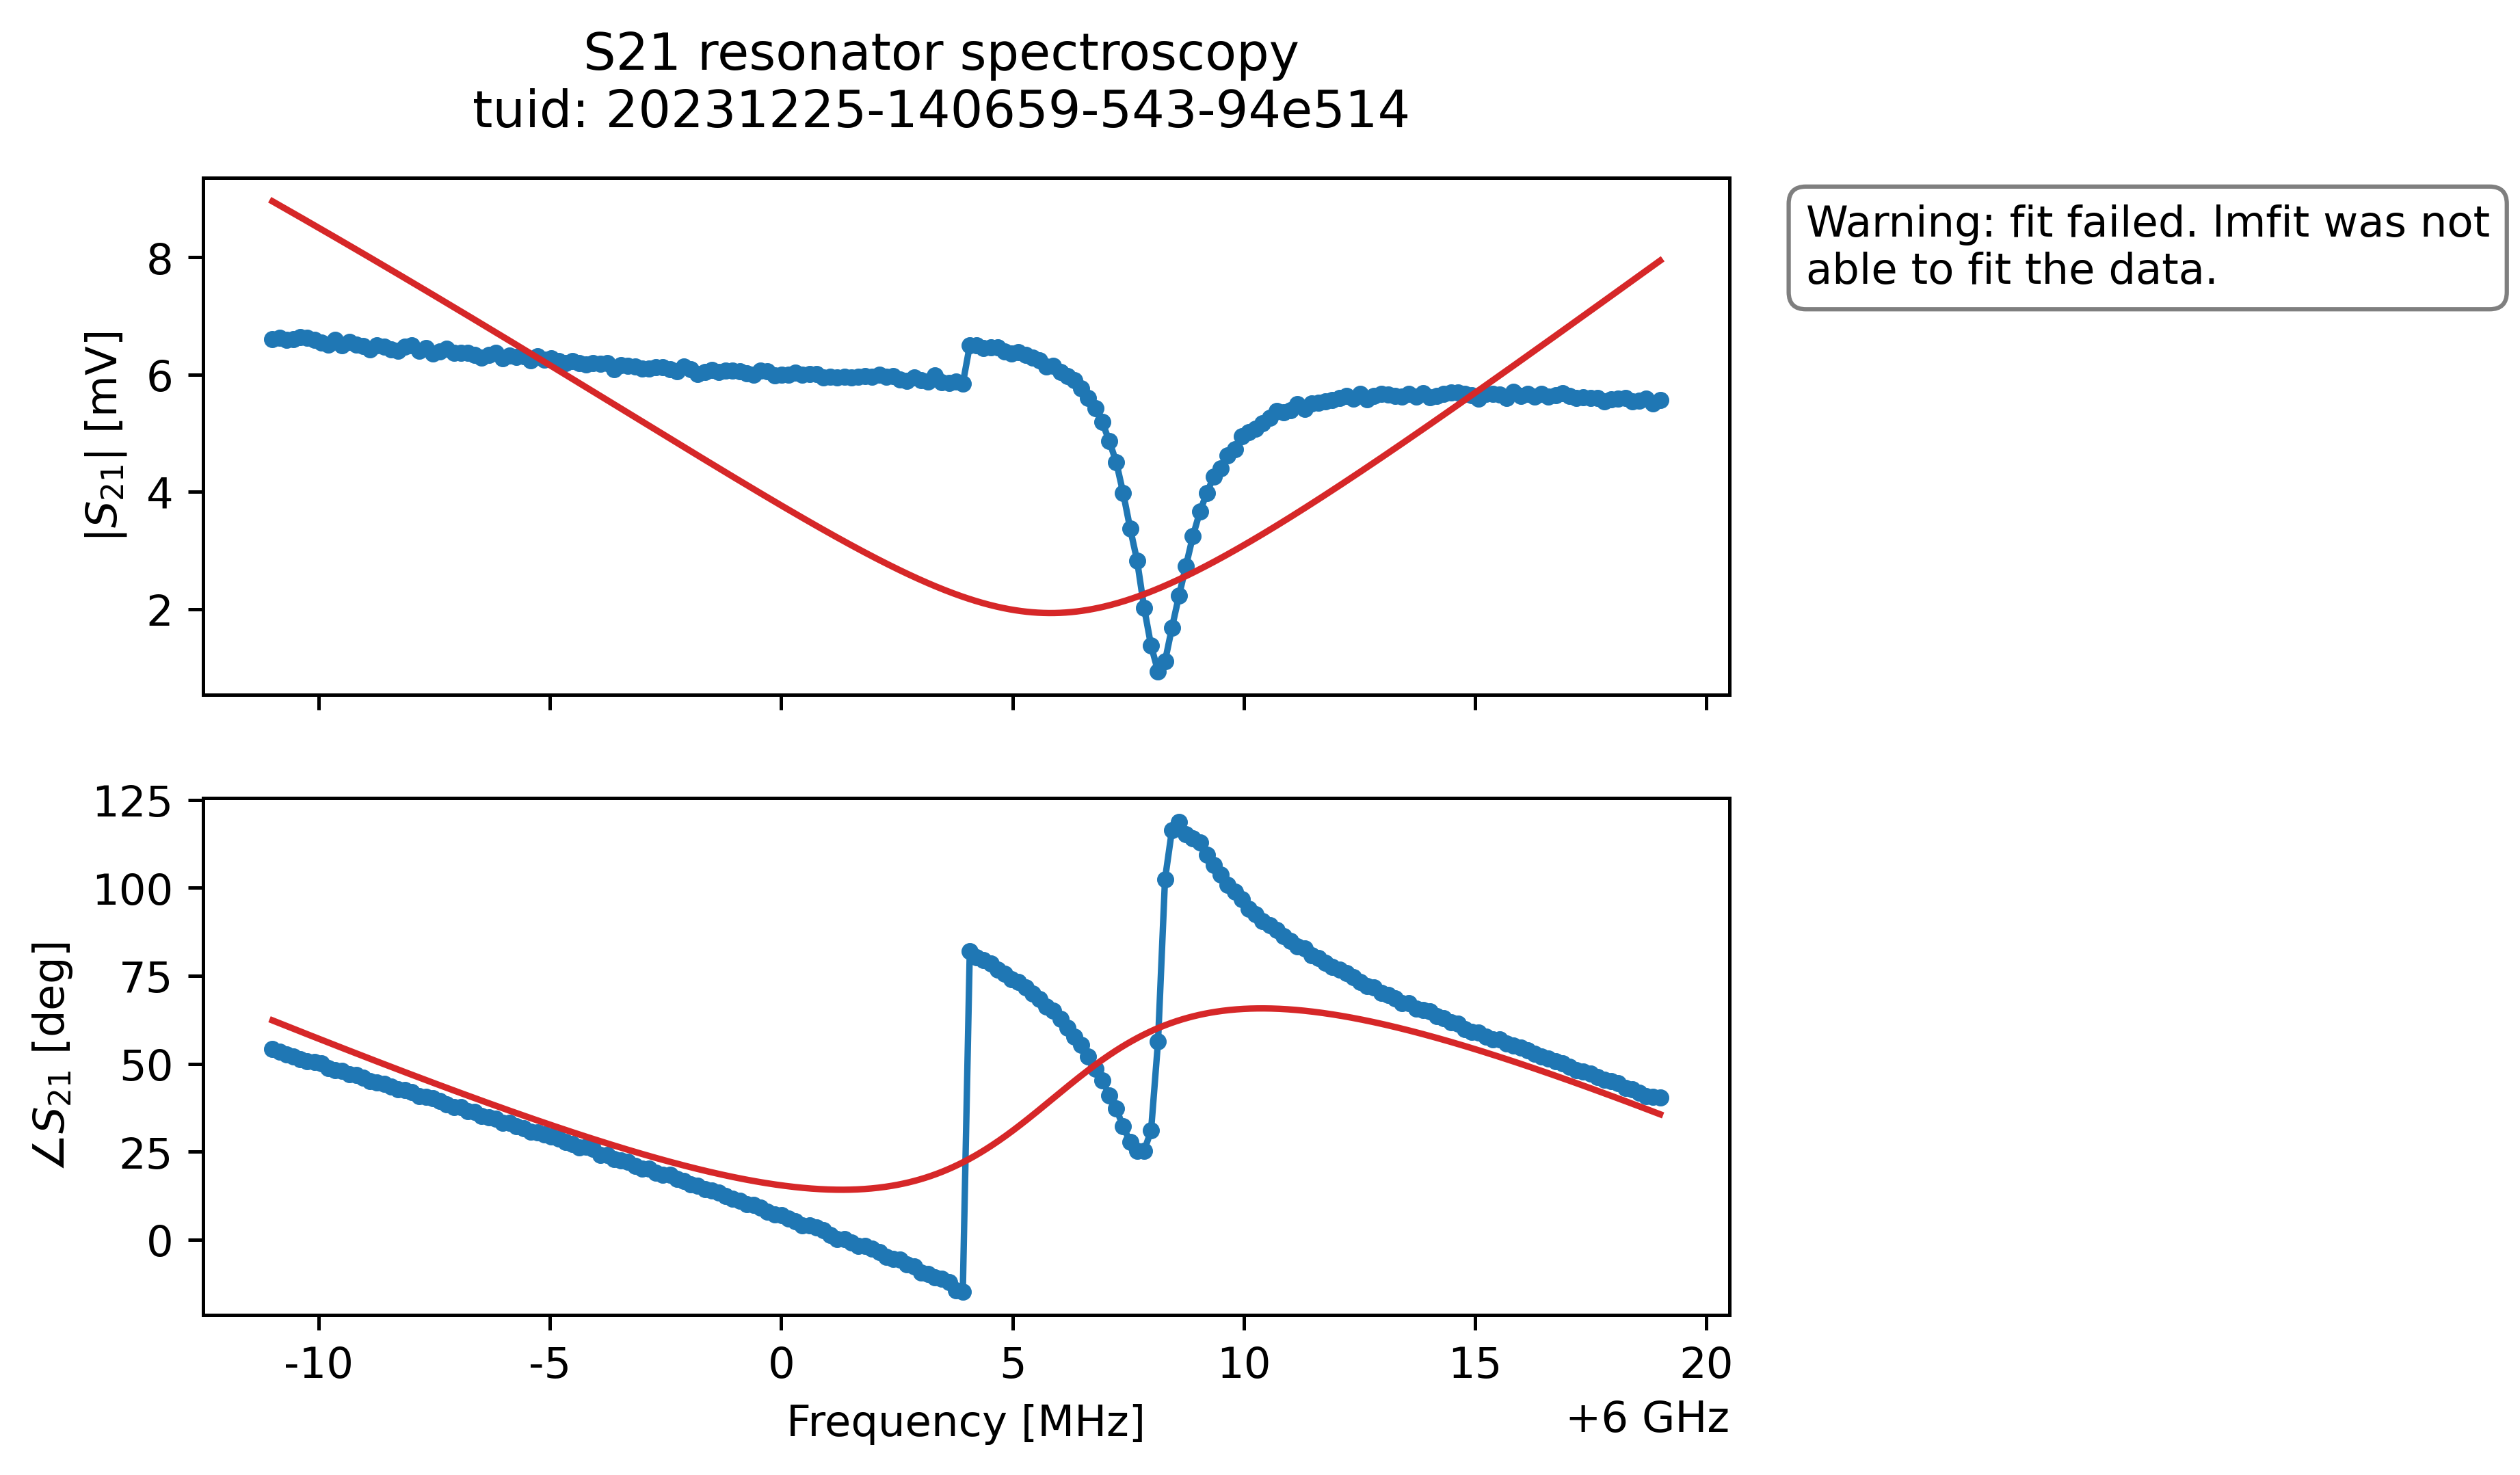 S21 resonator spectroscopy
tuid: 20231225-140659-543-94e514
Warning: fit failed. lmfit was not
able to fit the data.
|S21| [mV]
8
6
4
2
∠S21 [deg]
125
100
75
50
25
0
-10 -5 0 5 10 15 20
Frequency [MHz]
+6 GHz